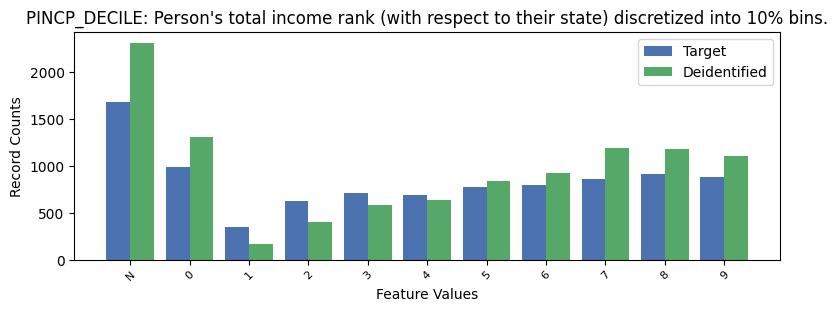 PINCP_DECILE: Person's total income rank (with respect to their state) discretized into 10% bins.
Target
Deidentified
Record Counts
2000
1500
1000
500
0
N 0 1 2 3 4 5 6 7 8 9
Feature Values